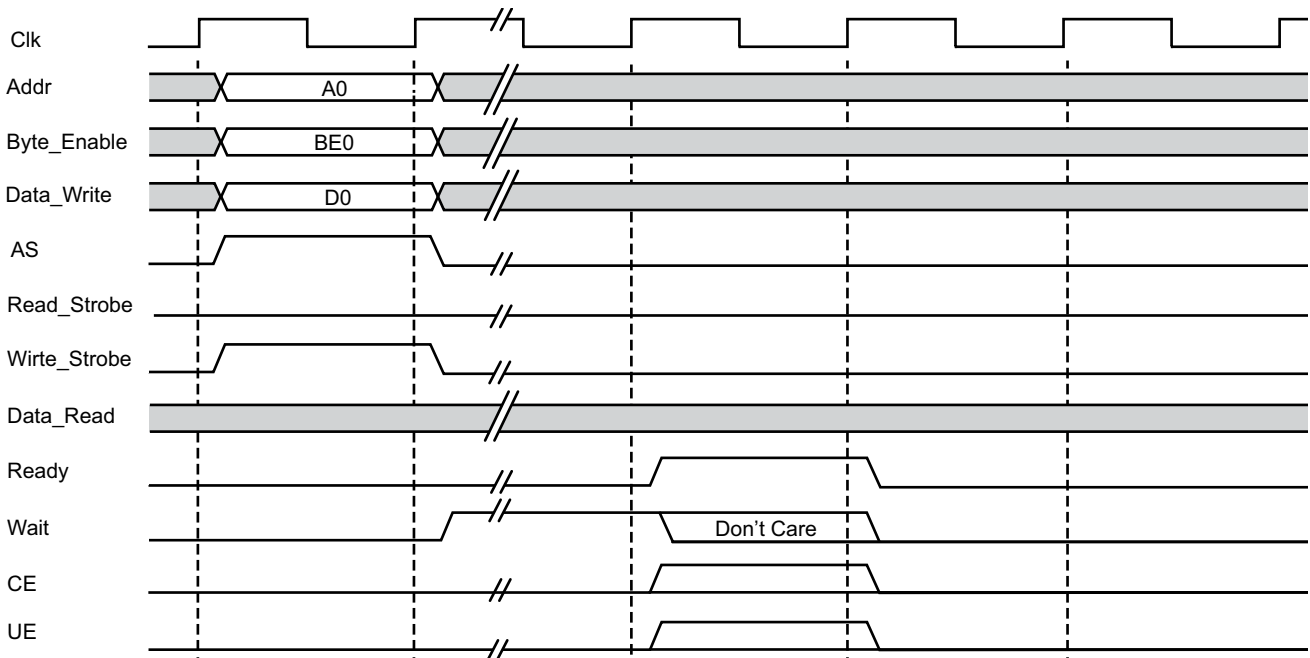 Clk
Addr
A0
Byte_Enable
BE0
Data_Write
D0
AS
Read_Strobe
Wirte_Strobe
Data_Read
Ready
Wait
Don't Care
CE
UE